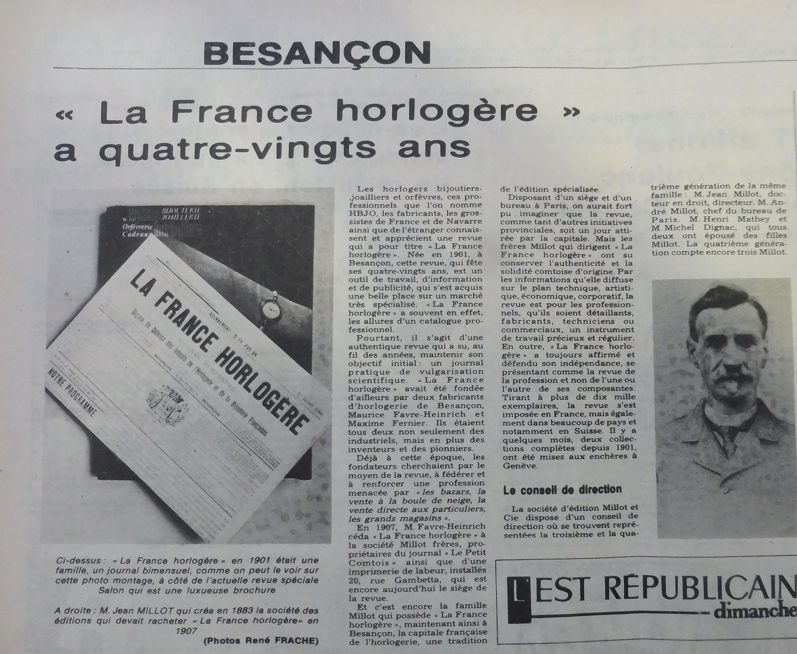 BESANÇON
« La France horlogère »
a quatre-vingts ans
BIJOUTERIE
JOAILLERIE
Orfèvrerie
Cadeaux
LA FRANCE HORLOGÈRE
NOTRE PROGRAMME
Ci-dessus : « La France horlogère » en 1901 était une
famille, un journal bimensuel, comme on peut le voir sur
cette photo montage, à côté de l'actuelle revue spéciale
Salon qui est une luxueuse brochure
A droite : M. Jean MILLOT qui créa en 1883 la société des
éditions qui devait racheter « La France horlogère» en
1907
(Photos René FRACHE)
Les horlogers bijoutiers-
joailliers et orfèvres, ces pro-
fessionnels que l'on nomme
HBJO, les fabricants, les gros-
sistes de France et de Navarre
ainsi que de l'étranger connais-
sent et apprécient une revue
qui a pour titre «La France
horlogère». Née en 1901, à
Besançon, cette revue, qui fête
ses quatre-vingts ans, est un
outil de travail, d'information
et de publicité, qui s'est acquis
une belle place sur un marché
très spécialisé. «La France
horlogère » a souvent en effet,
les allures d'un catalogue pro-
fessionnel.
Pourtant, il s'agit d'une
authentique revue qui a su, au
fil des années, maintenir son
objectif initial : un journal
pratique de vulgarisation
scientifique. «La France
horlogère» avait été fondée
d'ailleurs par deux fabricants
d'horlogerie de Besançon,
Maurice Favre-Heinrich et
Maxime Fernier. Ils étaient
tous deux non seulement des
industriels, mais en plus des
inventeurs et des pionniers.
Déjà à cette époque, les
fondateurs cherchaient par le
moyen de la revue, à fédérer et
à renforcer une profession
menacée par «les bazars, la
vente à la boule de neige, la
vente directe aux particuliers,
les grands magasins ».
En 1907, M. Favre-Heinrich
céda « La France horlogère » à
la société Millot frères, pro-
priétaires du journal « Le Petit
Comtois » ainsi que d'une
imprimerie de labeur, installés
20, rue Gambetta, qui est
encore aujourd'hui le siège de
la revue.
Et c'est encore la famille
Millot qui possède « La France
horlogère », maintenant ainsi à
Besançon, la capitale française
de l'horlogerie, une tradition
de l'édition spécialisée.
Disposant d'un siège et d'un
bureau à Paris, on aurait fort
pu imaginer que la revue,
comme tant d'autres initiatives
provinciales, soit un jour atti-
rée par la capitale. Mais les
frères Millot qui dirigent « La
France horlogère» ont su
conserver l'authenticité et la
solidité comtoise d'origine. Par
les informations qu'elle diffuse
sur le plan technique, artisti-
que, économique, corporatif, la
revue est pour les profession-
nels, qu'ils soient détaillants,
fabricants, techniciens ou
commerciaux, un instrument
de travail précieux et régulier.
En outre, «La France horlo-
gère» a toujours affirmé et
défendu son indépendance, se
présentant comme la revue de
la profession et non de l'une ou
l'autre de ses composantes.
Tirant à plus de dix mille
exemplaires, la revue s'est
imposée en France, mais égale-
ment dans beaucoup de pays et
notamment en Suisse. Il y a
quelques mois, deux collec-
tions complètes depuis 1901,
ont été mises aux enchères à
Genève.
Le conseil de direction
La société d'édition Millot et
Cie dispose d'un conseil de
direction où se trouvent repré-
sentées la troisième et la qua-
trième génération de la même
famille : M. Jean Millot, doc-
teur en droit, directeur. M. An-
dré Millot, chef du bureau de
Paris. M. Henri Mathey et
M. Michel Dignac, qui tous
deux ont épousé des filles
Millot. La quatrième généra-
tion compte encore trois Millot.
L'EST RÉPUBLICAIN
dimanche